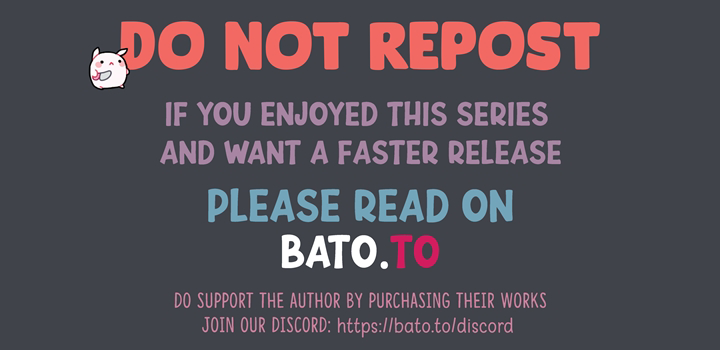 DO NOT REPOST
IF YOU ENJOYED THIS SERIES
AND WANT A FASTER RELEASE
PLEASE READ ON
BATO.TO
DO SUPPORT THE AUTHOR BY PURCHASING THEIR WORKS
JOIN OUR DISCORD: https://bato.to/discord